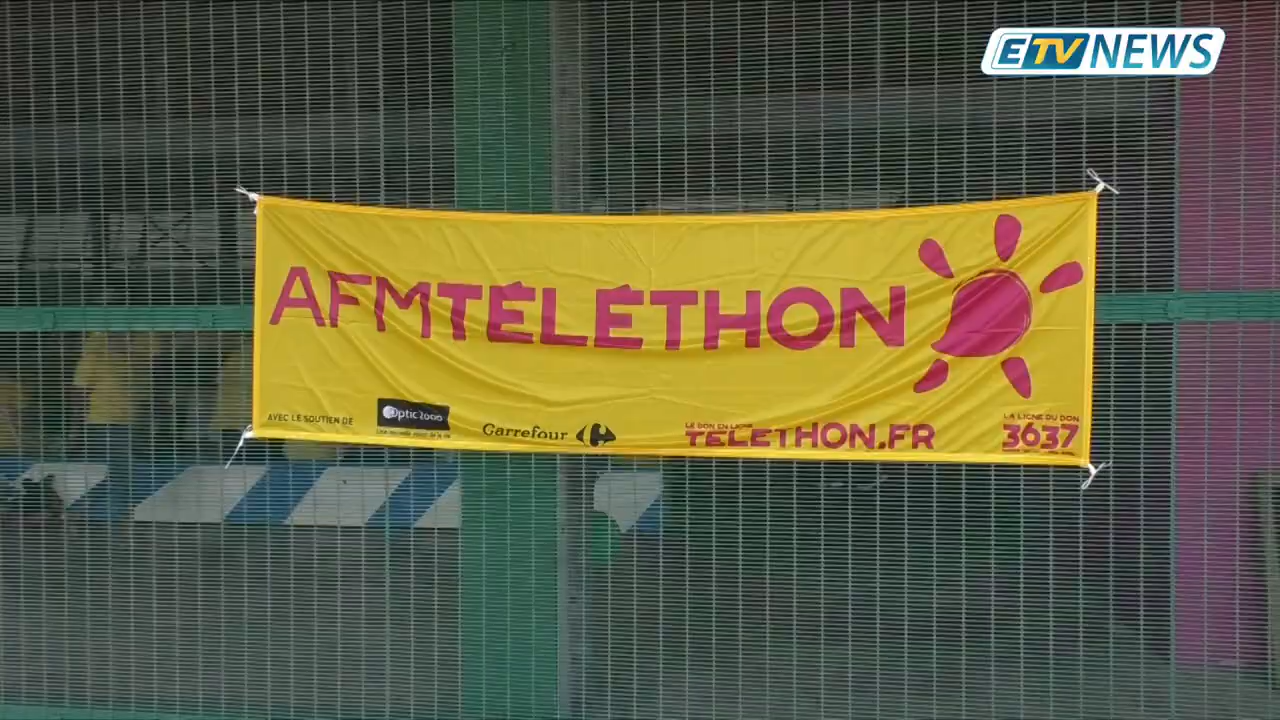 ETV NEWS
AFMTÉLÉTHON
AVEC LE SOUTIEN DE
Optic 2000
Carrefour
LE DON EN LIGNE
TELETHON.FR
LA LIGNE DU DON
3637